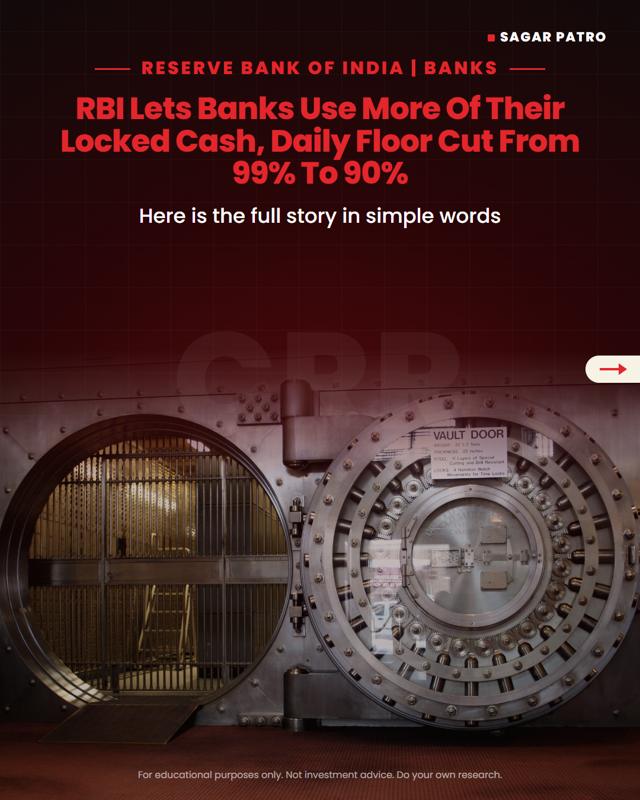 SAGAR PATRO
RESERVE BANK OF INDIA | BANKS
RBI Lets Banks Use More Of Their
Locked Cash, Daily Floor Cut From
99% To 90%
Here is the full story in simple words
CRR
VAULT DOOR
For educational purposes only. Not investment advice. Do your own research.